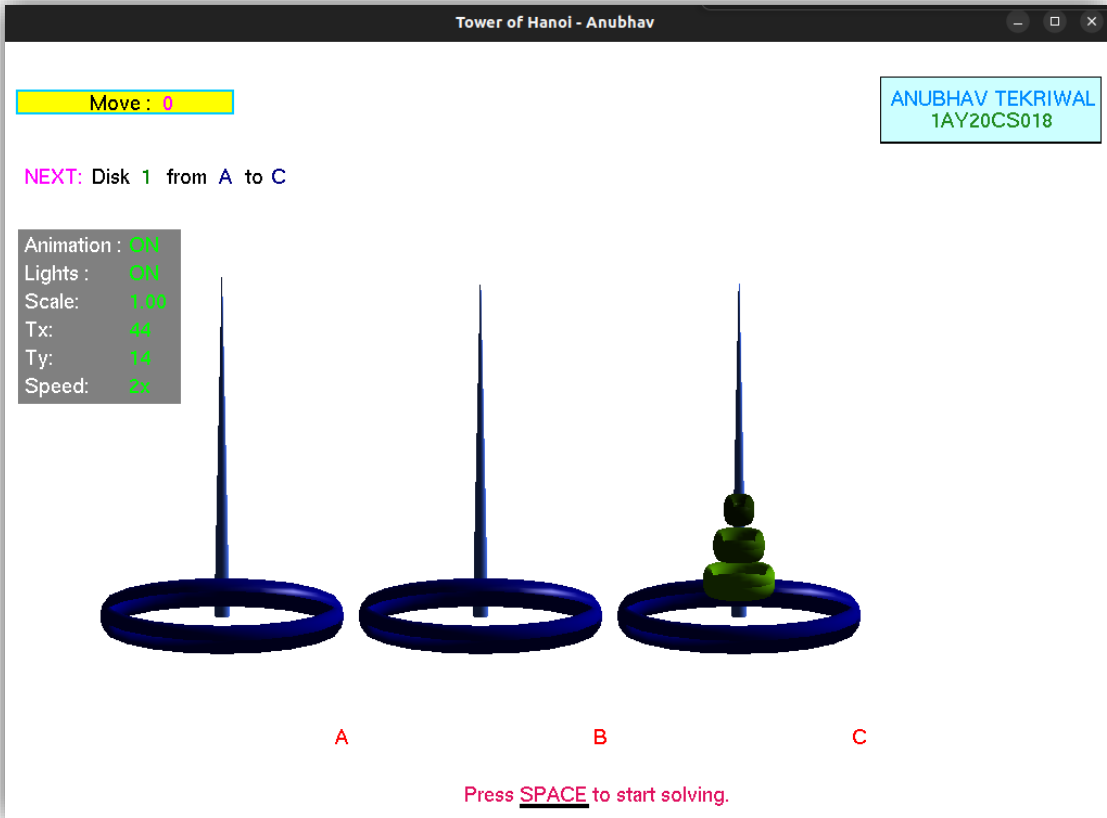 Tower of Hanoi - Anubhav
Move : 0
ANUBHAV TEKRIWAL
1AY20CS018
NEXT: Disk 1 from A to C
Animation : ON
Lights : ON
Scale: 1.00
Tx: 44
Ty: 14
Speed: 2x
A B C
Press SPACE to start solving.